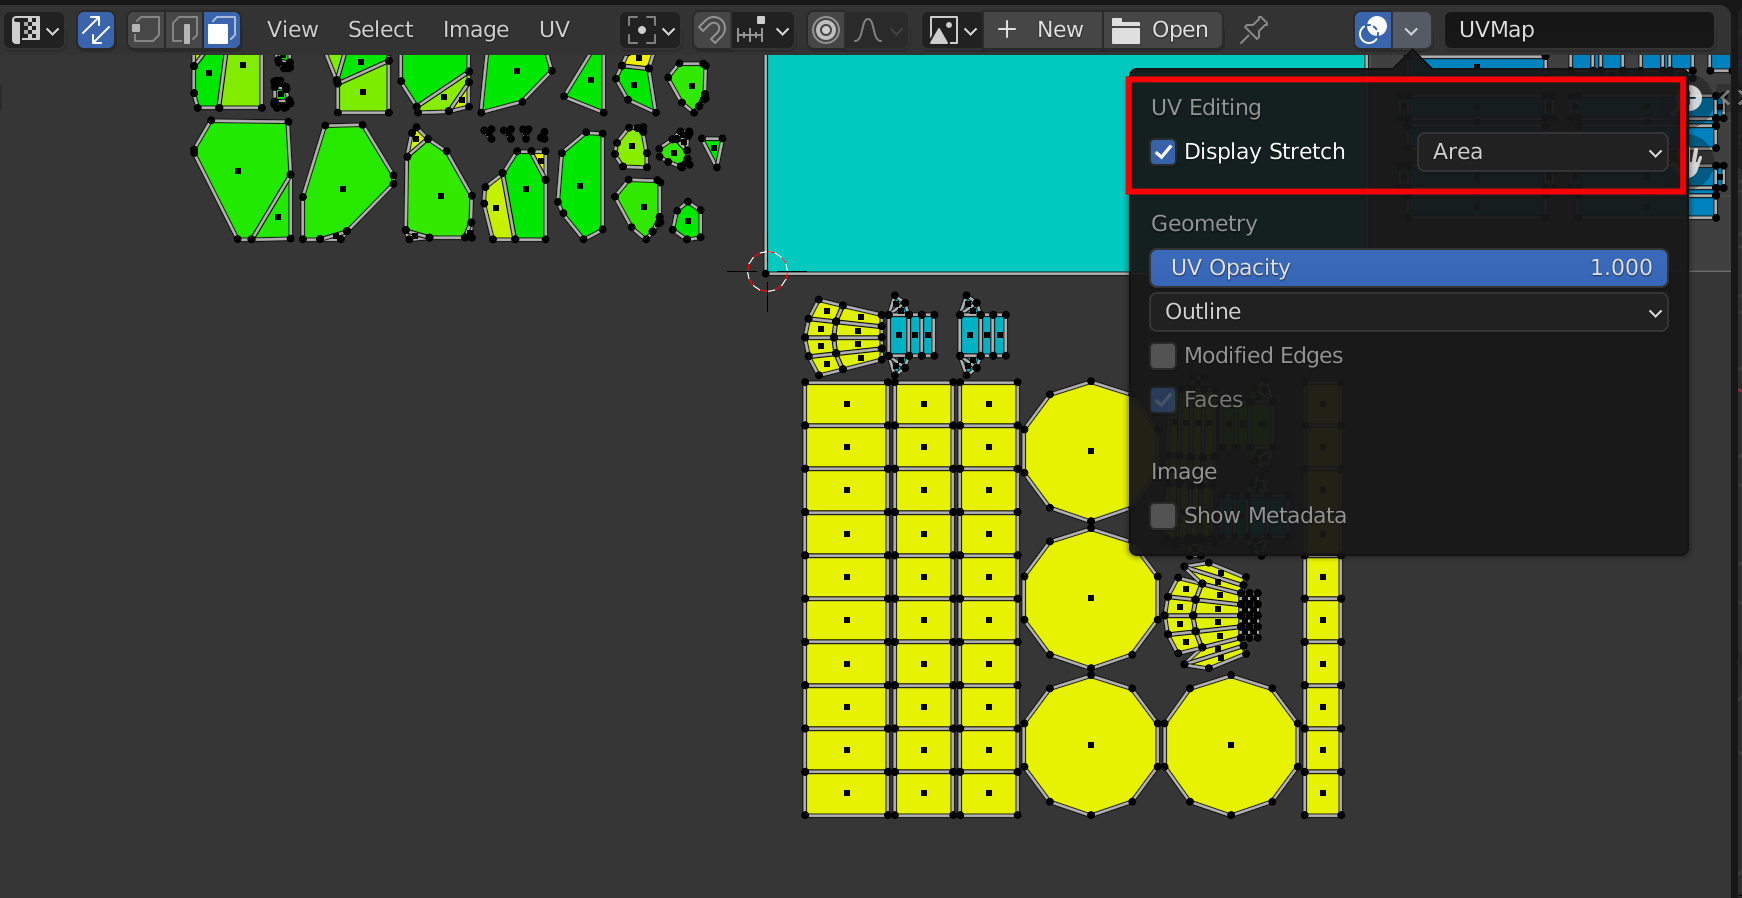 View Select Image UV New Open UVMap
UV Editing
Display Stretch Area
Geometry
UV Opacity 1.000
Outline
Modified Edges
Faces
Image
Show Metadata